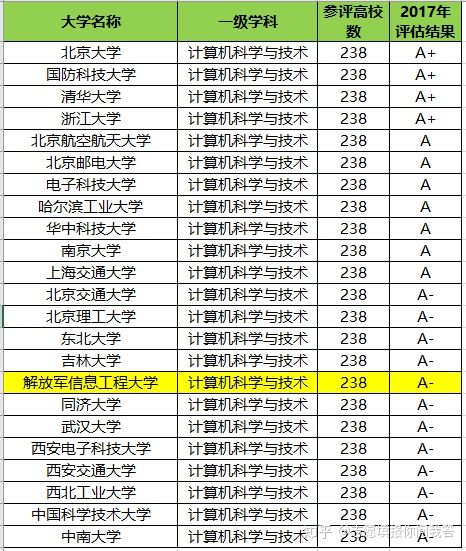 大学名称 一级学科 参评高校数 2017年评估结果
北京大学 计算机科学与技术 238 A+
国防科技大学 计算机科学与技术 238 A+
清华大学 计算机科学与技术 238 A+
浙江大学 计算机科学与技术 238 A+
北京航空航天大学 计算机科学与技术 238 A
北京邮电大学 计算机科学与技术 238 A
电子科技大学 计算机科学与技术 238 A
哈尔滨工业大学 计算机科学与技术 238 A
华中科技大学 计算机科学与技术 238 A
南京大学 计算机科学与技术 238 A
上海交通大学 计算机科学与技术 238 A
北京交通大学 计算机科学与技术 238 A-
北京理工大学 计算机科学与技术 238 A-
东北大学 计算机科学与技术 238 A-
吉林大学 计算机科学与技术 238 A-
解放军信息工程大学 计算机科学与技术 238 A-
同济大学 计算机科学与技术 238 A-
武汉大学 计算机科学与技术 238 A-
西安电子科技大学 计算机科学与技术 238 A-
西安交通大学 计算机科学与技术 238 A-
西北工业大学 计算机科学与技术 238 A-
中国科学技术大学 计算机科学与技术 238 A-
中南大学 计算机科学与技术 238 A-